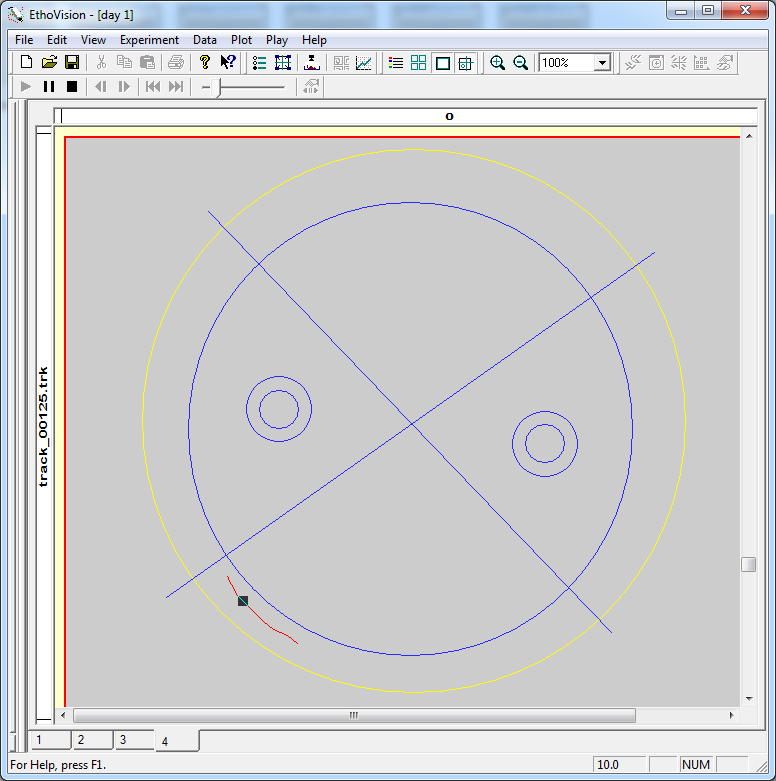 EthoVision - [day 1]
File Edit View Experiment Data Plot Play Help
100%
o
track_00125.trk
1 2 3 4
For Help, press F1. 10.0 NUM